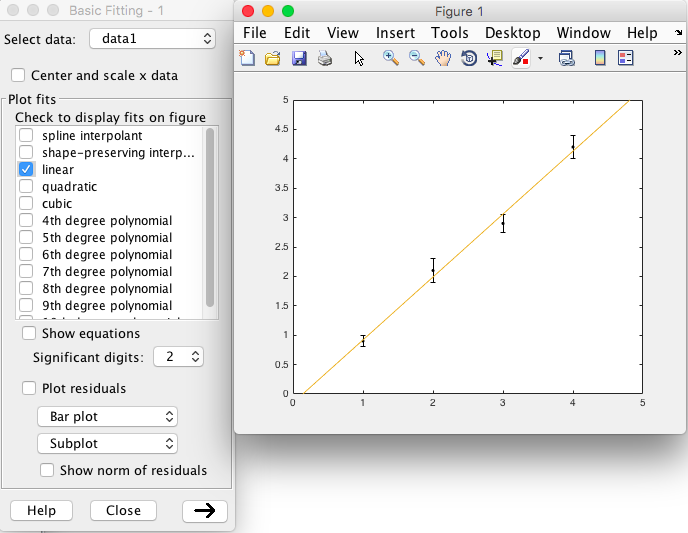 Basic Fitting - 1
Select data:
data1
Center and scale x data
Plot fits
Check to display fits on figure
spline interpolant
shape-preserving interp...
linear
quadratic
cubic
4th degree polynomial
5th degree polynomial
6th degree polynomial
7th degree polynomial
8th degree polynomial
9th degree polynomial
Show equations
Significant digits:
2
Plot residuals
Bar plot
Subplot
Show norm of residuals
Help
Close
Figure 1
File Edit View Insert Tools Desktop Window Help
5
4.5
4
3.5
3
2.5
2
1.5
1
0.5
0
0 1 2 3 4 5